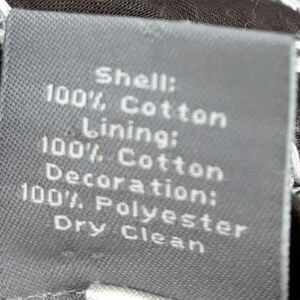 Shell:
100% Cotton
Lining:
100% Cotton
Decoration:
100% Polyester
Dry Clean